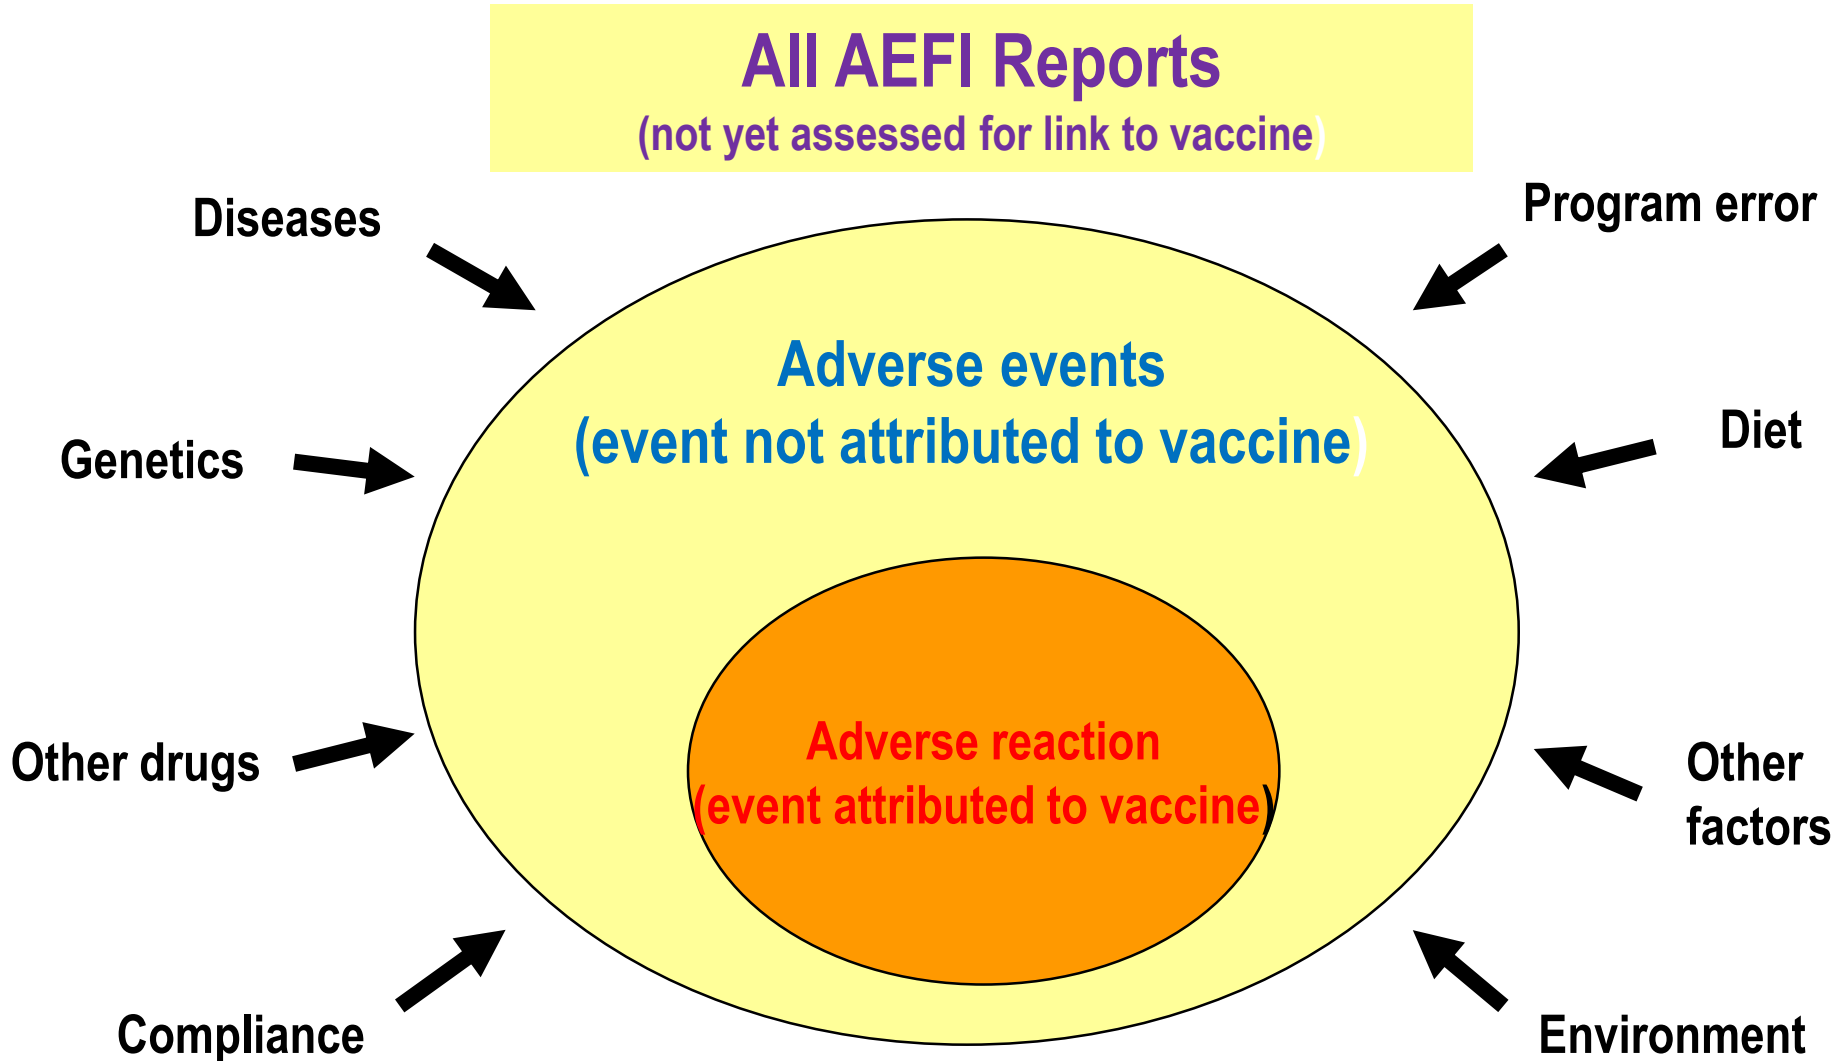 All AEFI Reports
(not yet assessed for link to vaccine)
Diseases
Program error
Adverse events
(event not attributed to vaccine)
Genetics
Diet
Adverse reaction
(event attributed to vaccine)
Other drugs
Other
factors
Compliance
Environment